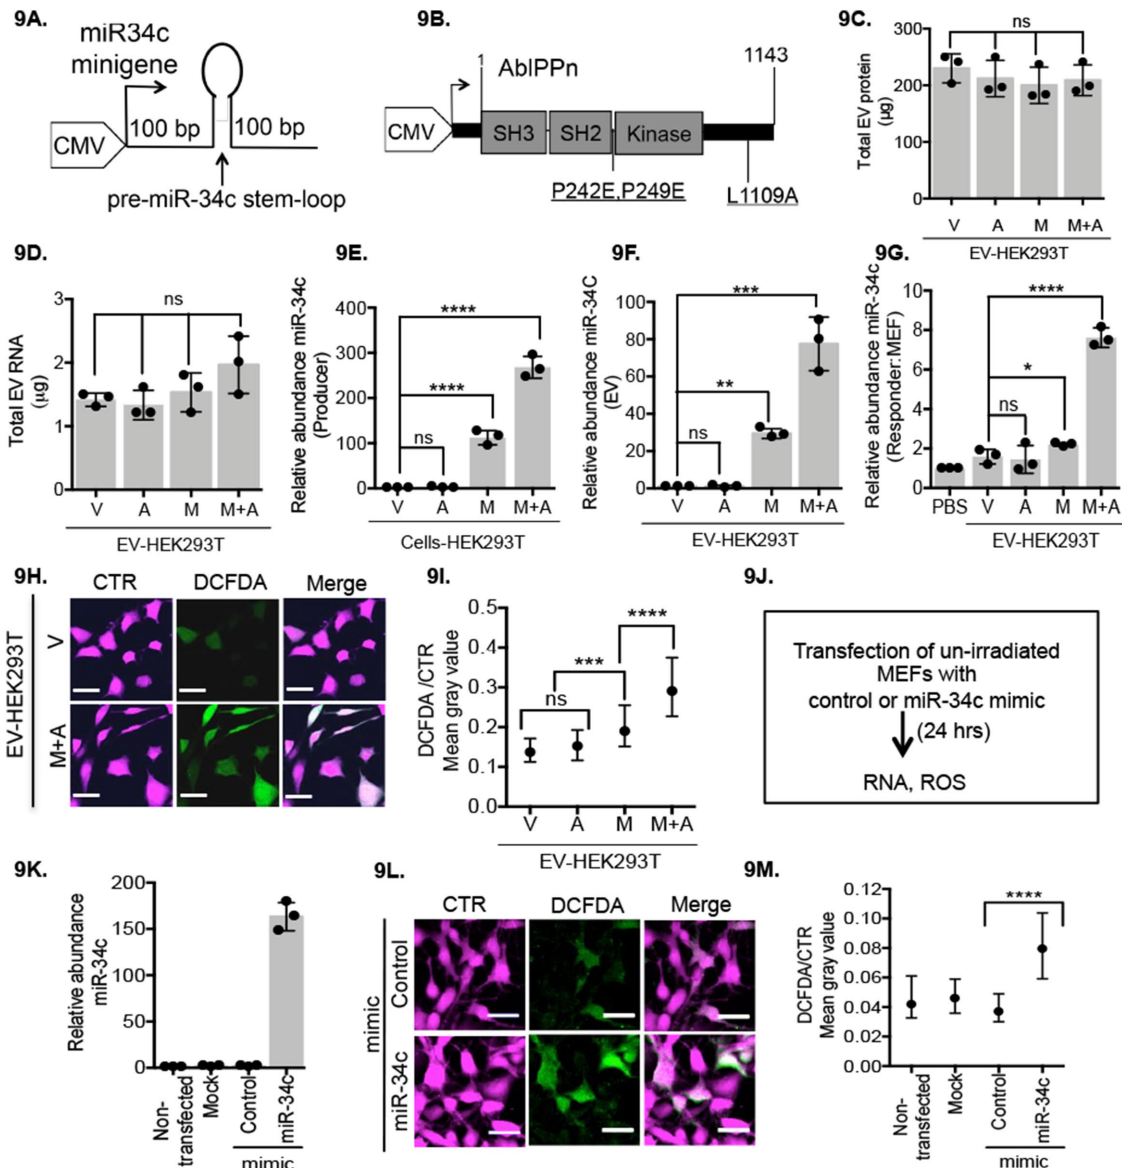 9A.
miR34c
minigene
CMV
100 bp
100 bp
pre-miR-34c stem-loop
9B.
1
AblPPn
1143
CMV
SH3
SH2
Kinase
P242E,P249E
L1109A
9C.
Total EV protein
(µg)
300
200
100
0
ns
V A M M+A
EV-HEK293T
9D.
Total EV RNA
(µg)
3
2
1
0
ns
V A M M+A
EV-HEK293T
9E.
Relative abundance miR-34c
(Producer)
400
300
200
100
0
****
****
ns
V A M M+A
Cells-HEK293T
9F.
Relative abundance miR-34C
(EV)
100
80
60
40
20
0
***
**
ns
V A M M+A
EV-HEK293T
9G.
Relative abundance miR-34c
(Responder:MEF)
10
8
6
4
2
0
****
*
ns
PBS V A M M+A
EV-HEK293T
9H.
CTR DCFDA Merge
EV-HEK293T
V
M+A
9I.
DCFDA /CTR
Mean gray value
0.5
0.4
0.3
0.2
0.1
0.0
****
***
ns
V A M M+A
EV-HEK293T
9J.
Transfection of un-irradiated
MEFs with
control or miR-34c mimic
(24 hrs)
RNA, ROS
9K.
Relative abundance
miR-34c
200
150
100
50
0
Non-
transfected
Mock
Control
miR-34c
mimic
9L.
CTR DCFDA Merge
mimic
Control
miR-34c
9M.
DCFDA/CTR
Mean gray value
0.12
0.10
0.08
0.06
0.04
0.02
0.00
****
Non-
transfected
Mock
Control
miR-34c
mimic